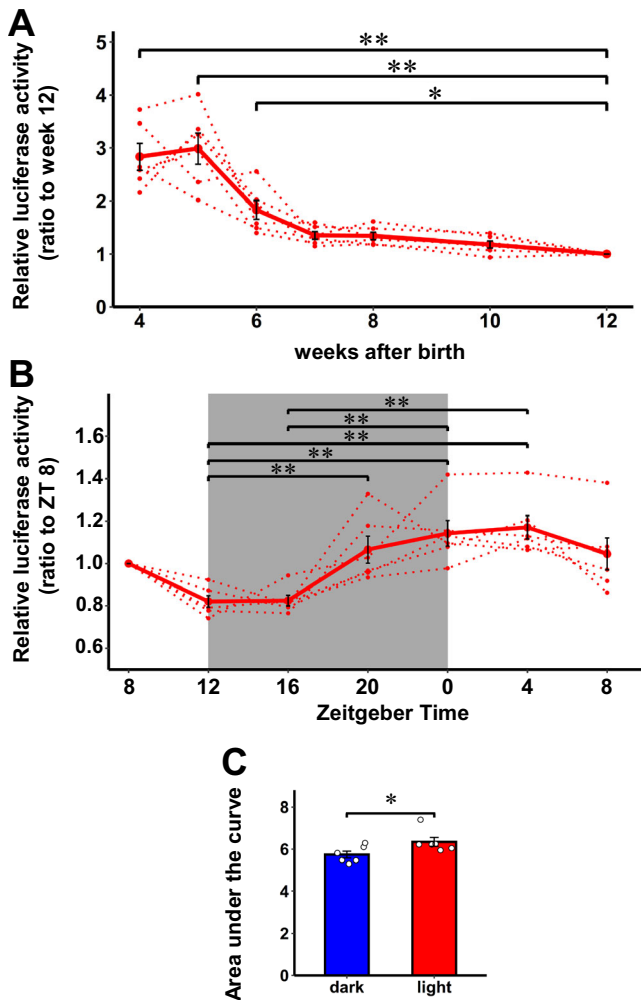 A
Relative luciferase activity
(ratio to week 12)
5
4
3
2
1
0
**
**
*
4 6 8 10 12
weeks after birth
B
Relative luciferase activity
(ratio to ZT 8)
1.6
1.4
1.2
1.0
0.8
0.6
**
**
**
**
**
8 12 16 20 0 4 8
Zeitgeber Time
C
Area under the curve
8
6
4
2
0
*
dark light